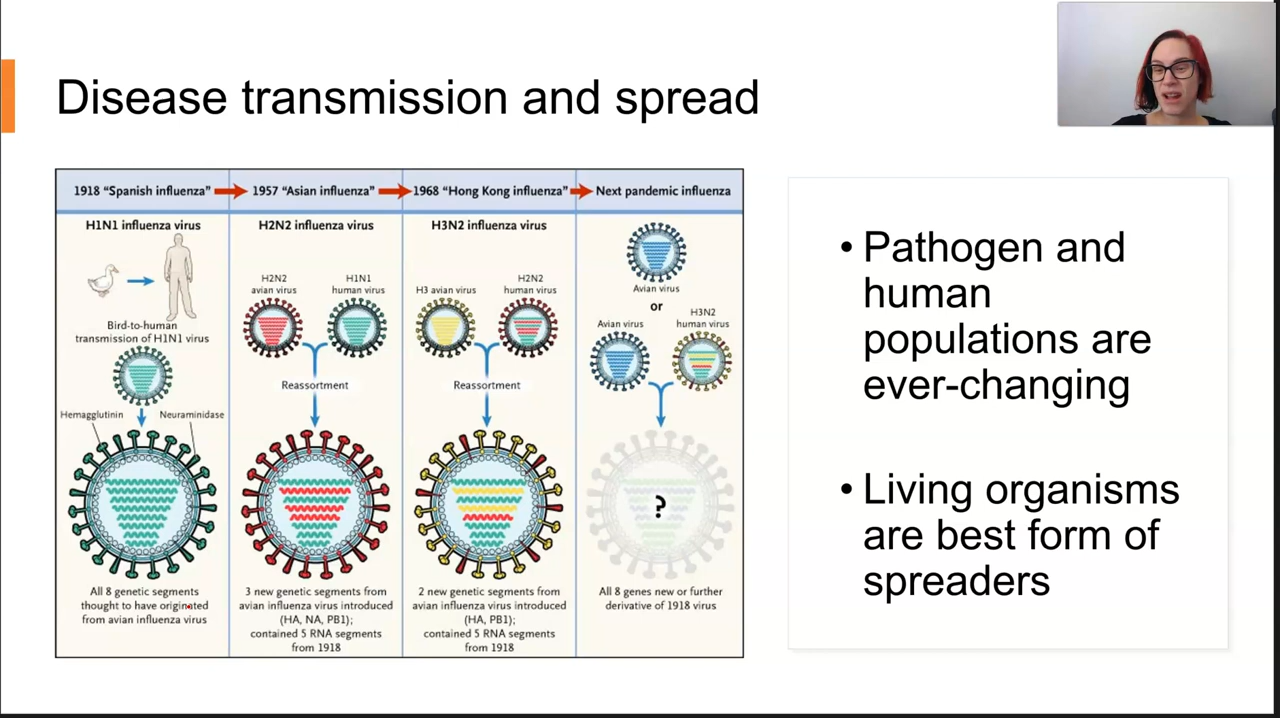 Disease transmission and spread
1918 “Spanish influenza”
1957 “Asian influenza”
1968 “Hong Kong influenza”
Next pandemic influenza
H1N1 influenza virus
Bird-to-human
transmission of H1N1 virus
Hemagglutinin
Neuraminidase
All 8 genetic segments
thought to have originated
from avian influenza virus
H2N2 influenza virus
H2N2
avian virus
H1N1
human virus
Reassortment
3 new genetic segments from
avian influenza virus introduced
(HA, NA, PB1);
contained 5 RNA segments
from 1918
H3N2 influenza virus
H3 avian virus
H2N2
human virus
Reassortment
2 new genetic segments from
avian influenza virus introduced
(HA, PB1);
contained 5 RNA segments
from 1918
Avian virus
or
Avian virus
H3N2
human virus
?
All 8 genes new or further
derivative of 1918 virus
• Pathogen and
human
populations are
ever-changing
• Living organisms
are best form of
spreaders